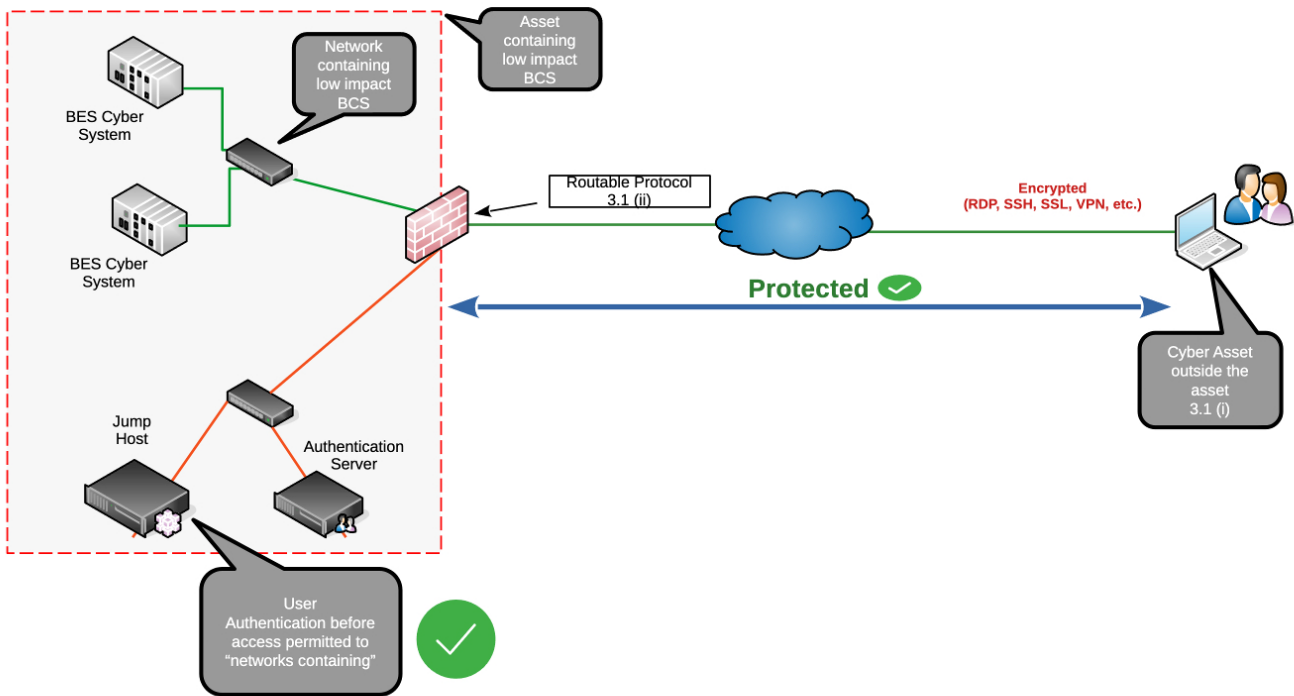 Asset
containing
low impact
BCS
Network
containing
low impact
BCS
BES Cyber
System
BES Cyber
System
Routable Protocol
3.1 (ii)
Encrypted
(RDP, SSH, SSL, VPN, etc.)
Protected
Cyber Asset
outside the
asset
3.1 (i)
Jump
Host
Authentication
Server
User
Authentication before
access permitted to
“networks containing”